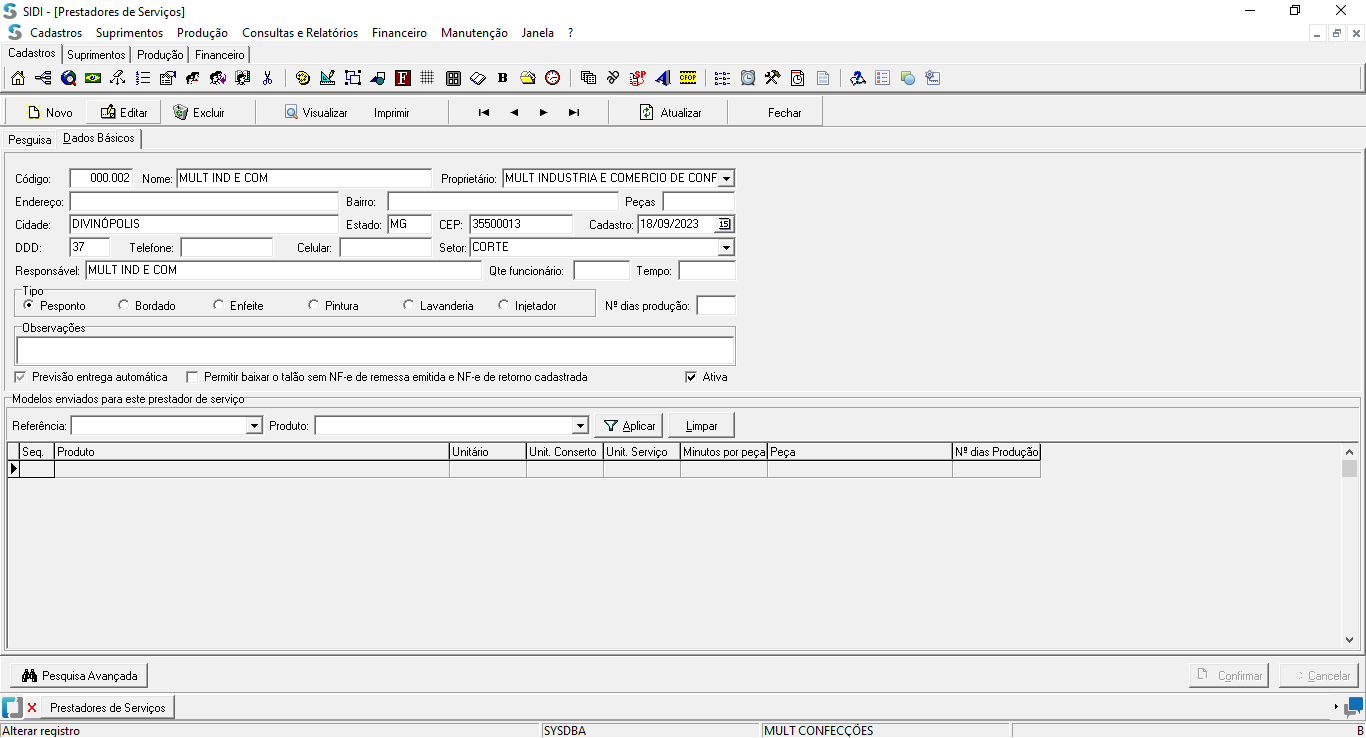 SIDI - [Prestadores de Serviços]
Cadastros Suprimentos Produção Consultas e Relatórios Financeiro Manutenção Janela ?
Cadastros Suprimentos Produção Financeiro
F B SP CFOP
Novo Editar Excluir Visualizar Imprimir Atualizar Fechar
Pesquisa Dados Básicos
Código: 000.002 Nome: MULT IND E COM Proprietário: MULT INDUSTRIA E COMERCIO DE CONF
Endereço: Bairro: Peças
Cidade: DIVINÓPOLIS Estado: MG CEP: 35500013 Cadastro: 18/09/2023 15
DDD: 37 Telefone: Celular: Setor: CORTE
Responsável: MULT IND E COM Qte funcionário: Tempo:
Tipo
Pesponto Bordado Enfeite Pintura Lavanderia Injetador Nº dias produção:
Observações
Previsão entrega automática Permitir baixar o talão sem NF-e de remessa emitida e NF-e de retorno cadastrada Ativa
Modelos enviados para este prestador de serviço
Referência: Produto: Aplicar Limpar
Seq. Produto Unitário Unit. Conserto Unit. Serviço Minutos por peça Peça Nº dias Produção
Pesquisa Avançada Confirmar Cancelar
Prestadores de Serviços
Alterar registro SYSDBA MULT CONFECÇÕES B